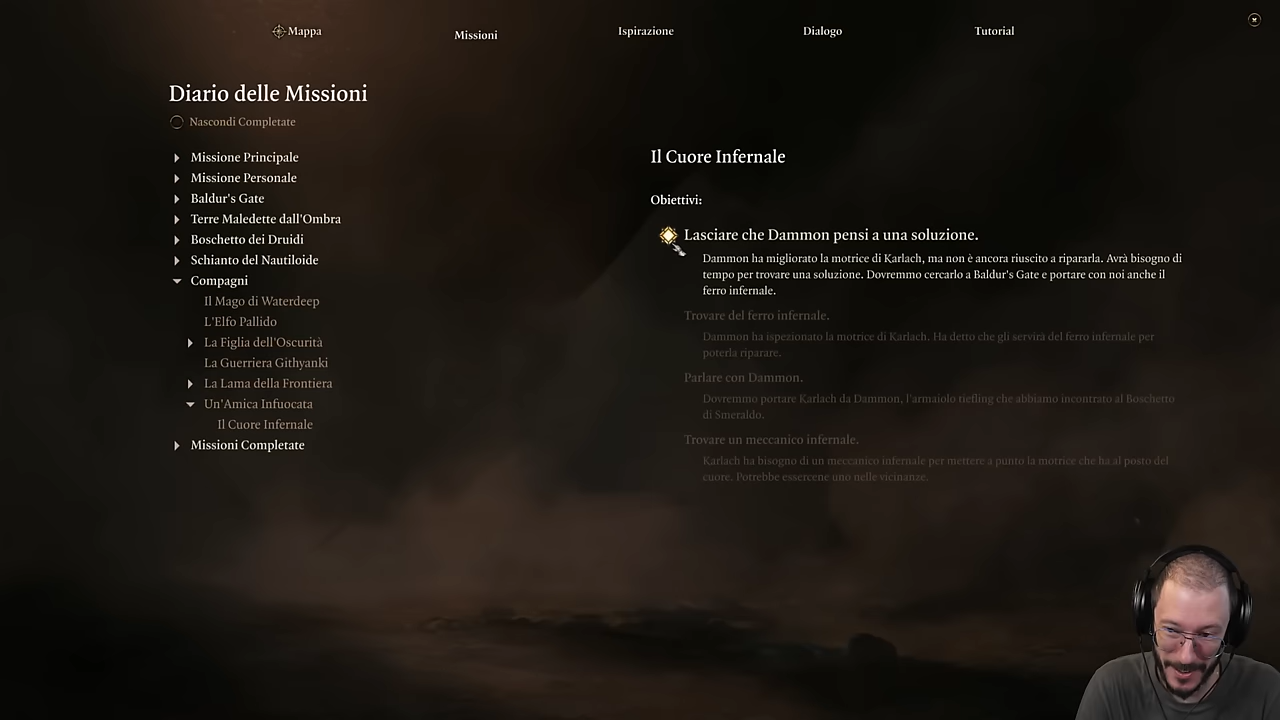 Mappa
Missioni
Ispirazione
Dialogo
Tutorial
Diario delle Missioni
Nascondi Completate
Missione Principale
Missione Personale
Baldur's Gate
Terre Maledette dall'Ombra
Boschetto dei Druidi
Schianto del Nautiloide
Compagni
Il Mago di Waterdeep
L'Elfo Pallido
La Figlia dell'Oscurità
La Guerriera Githyanki
La Lama della Frontiera
Un'Amica Infuocata
Il Cuore Infernale
Missioni Completate
Il Cuore Infernale
Obiettivi:
Lasciare che Dammon pensi a una soluzione.
Dammon ha migliorato la motrice di Karlach, ma non è ancora riuscito a ripararla. Avrà bisogno di
tempo per trovare una soluzione. Dovremmo cercarlo a Baldur's Gate e portare con noi anche il
ferro infernale.
Trovare del ferro infernale.
Dammon ha ispezionato la motrice di Karlach. Ha detto che gli servirà del ferro infernale per
poterla riparare.
Parlare con Dammon.
Dovremmo portare Karlach da Dammon, l'armaiolo tiefling che abbiamo incontrato al Boschetto
di Smeraldo.
Trovare un meccanico infernale.
Karlach ha bisogno di un meccanico infernale per mettere a punto la motrice che ha al posto del
cuore. Potrebbe essercene uno nelle vicinanze.